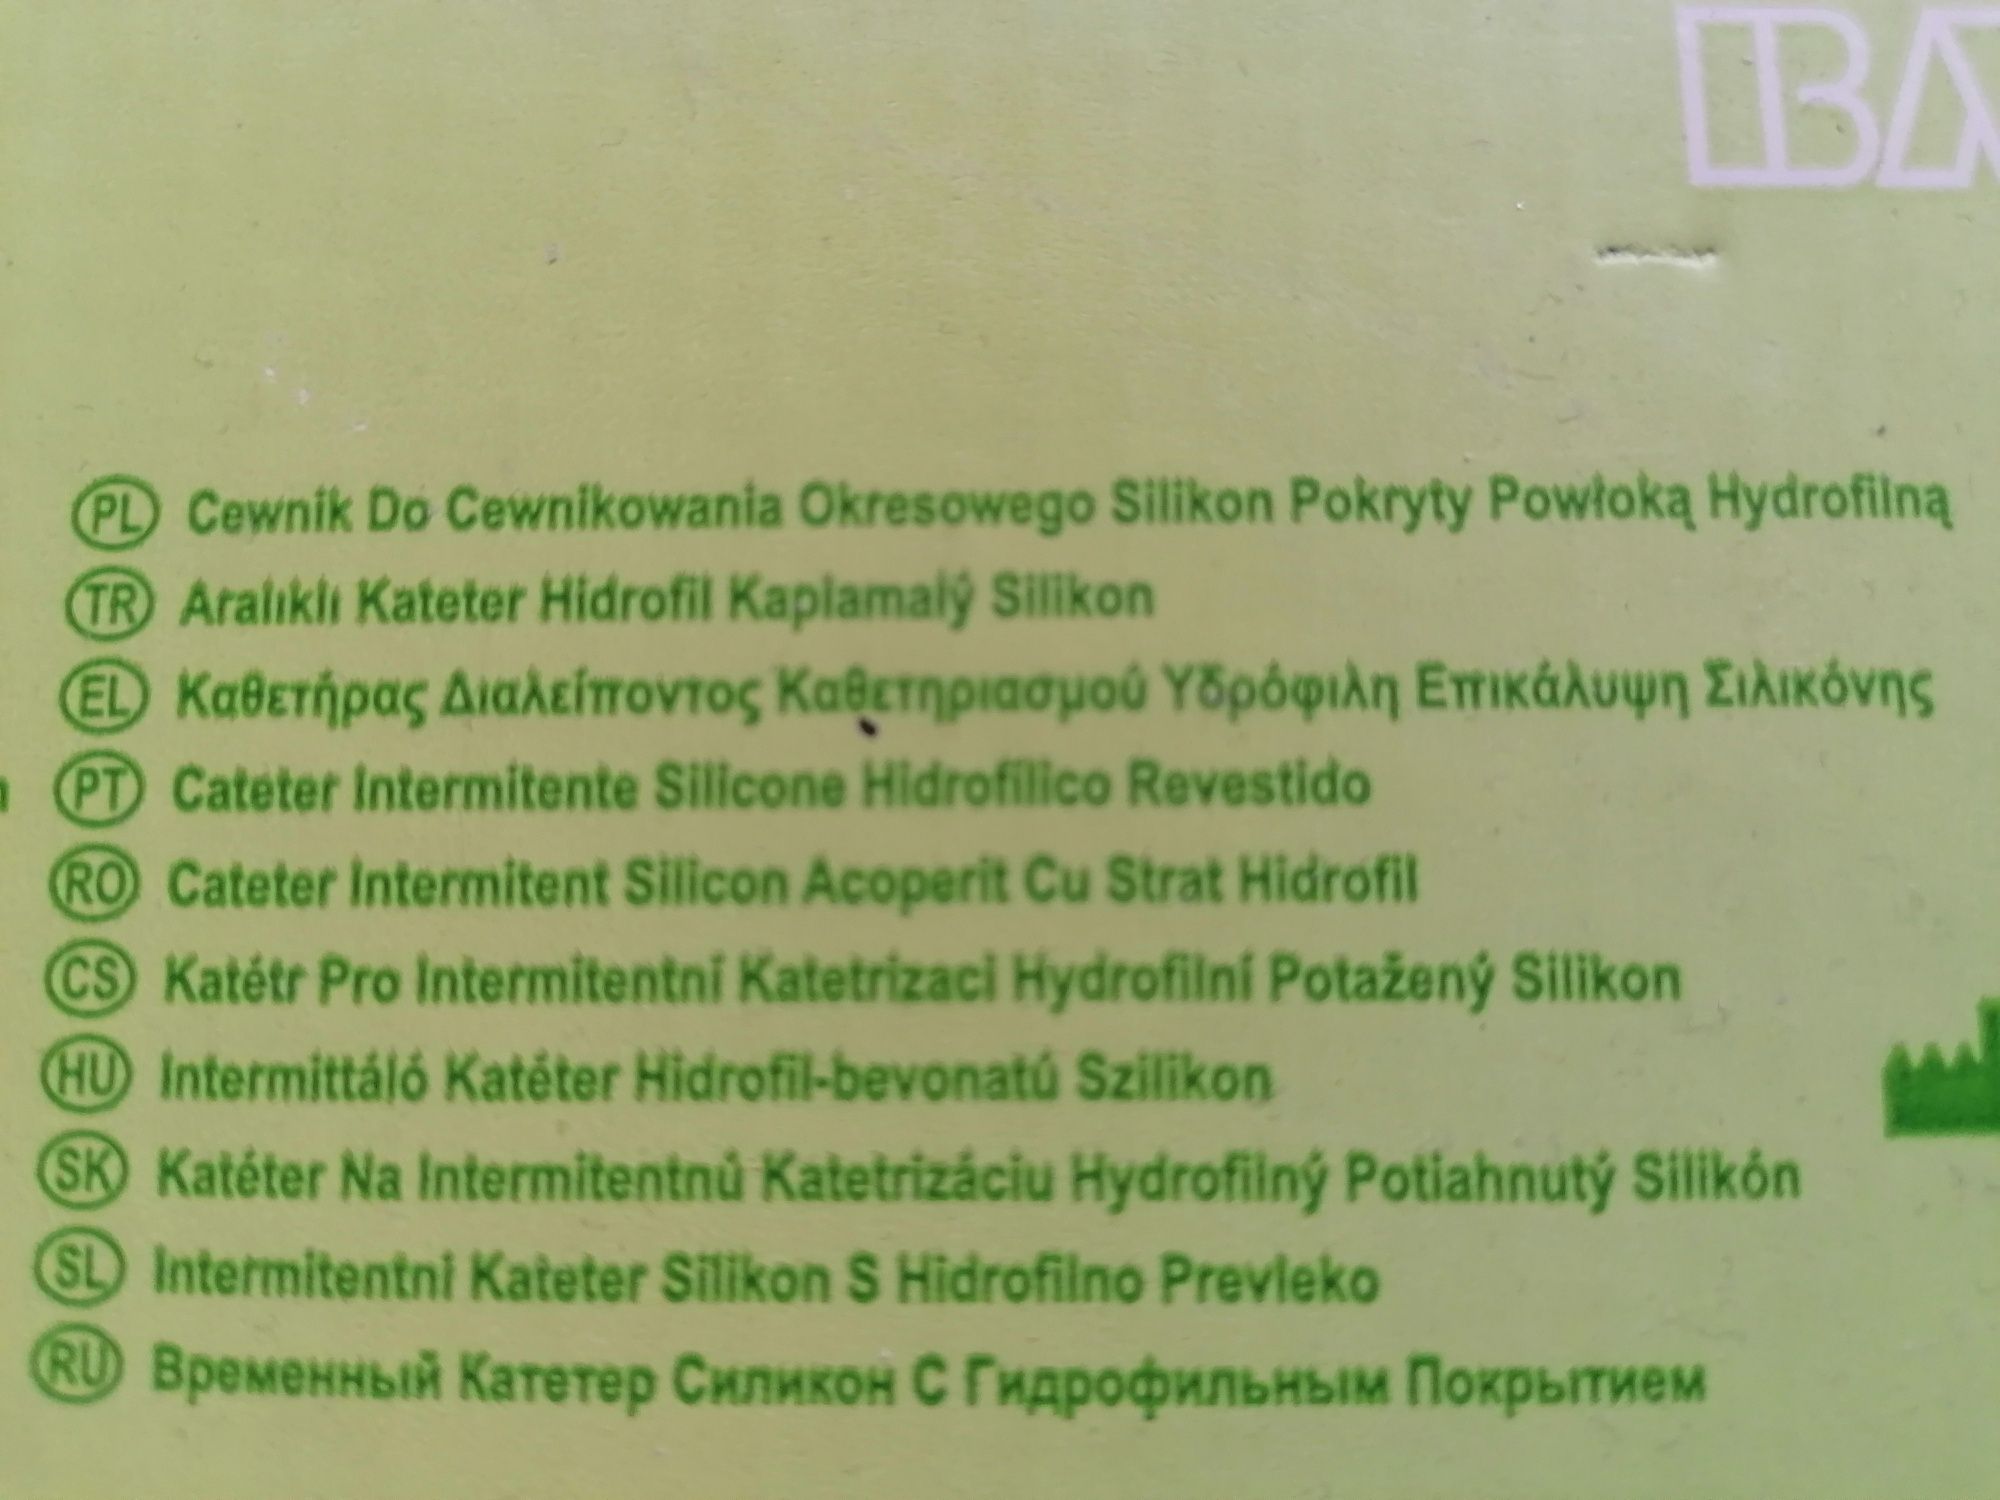 BA
PL Cewnik Do Cewnikowania Okresowego Silikon Pokryty Powłoką Hydrofilną
TR Aralıklı Kateter Hidrofil Kaplamalý Silikon
EL Καθετήρας Διαλείποντος Καθετηριασμού Υδρόφιλη Επικάλυψη Σιλικόνης
PT Cateter Intermitente Silicone Hidrofílico Revestido
RO Cateter Intermitent Silicon Acoperit Cu Strat Hidrofil
CS Katétr Pro Intermitentní Katetrizaci Hydrofilní Potažený Silikon
HU Intermittáló Katéter Hidrofil-bevonatú Szilikon
SK Katéter Na Intermitentnú Katetrizáciu Hydrofilný Potiahnutý Silikón
SL Intermitentni Kateter Silikon S Hidrofilno Prevleko
RU Временный Катетер Силикон С Гидрофильным Покрытием